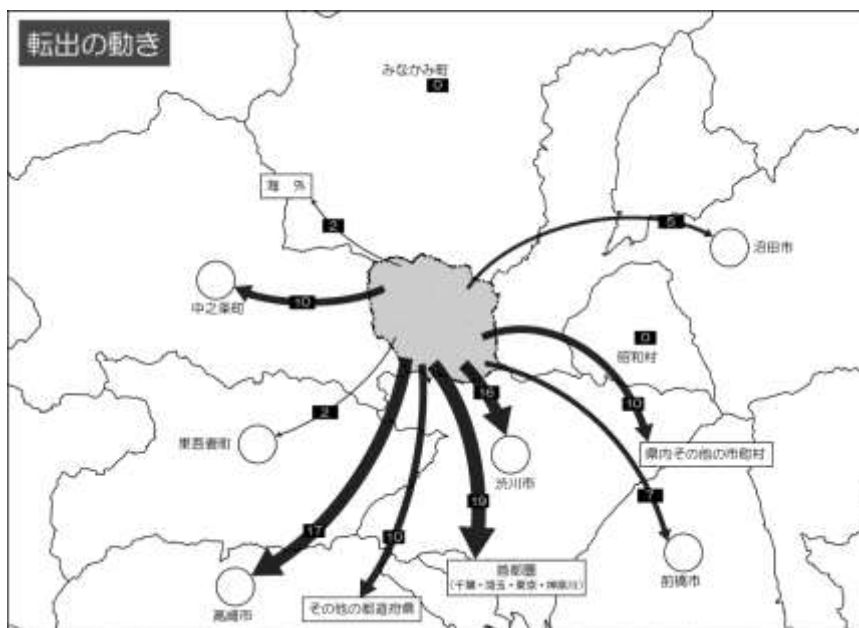 転出の動き
みなかみ町
0
海 外
2
5
沼田市
中之条町
10
0
昭和村
16
2
東吾妻町
10
県内その他の市町村
渋川市
19
7
17
10
首都圏
(千葉・埼玉・東京・神奈川)
前橋市
高崎市
その他の都道府県